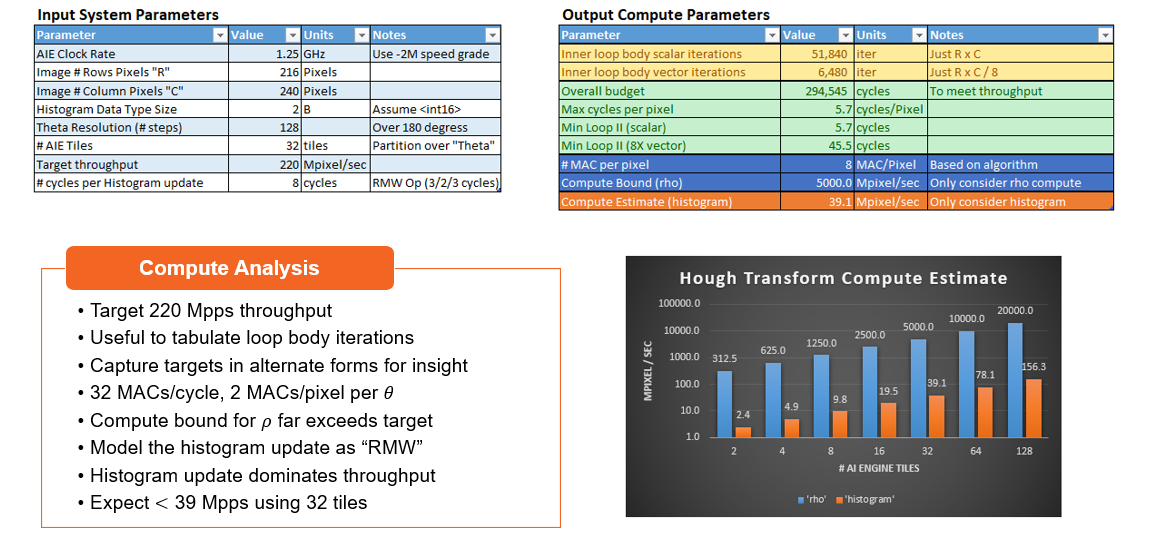 Input System Parameters
Parameter Value Units Notes
AIE Clock Rate 1.25 GHz Use -2M speed grade
Image # Rows Pixels "R" 216 Pixels
Image # Column Pixels "C" 240 Pixels
Histogram Data Type Size 2 B Assume <int16>
Theta Resolution (# steps) 128 Over 180 degress
# AIE Tiles 32 tiles Partition over "Theta"
Target throughput 220 Mpixel/sec
# cycles per Histogram update 8 cycles RMW Op (3/2/3 cycles)
Output Compute Parameters
Parameter Value Units Notes
Inner loop body scalar iterations 51,840 iter Just R x C
Inner loop body vector iterations 6,480 iter Just R x C / 8
Overall budget 294,545 cycles To meet throughput
Max cycles per pixel 5.7 cycles/Pixel
Min Loop II (scalar) 5.7 cycles
Min Loop II (8X vector) 45.5 cycles
# MAC per pixel 8 MAC/Pixel Based on algorithm
Compute Bound (rho) 5000.0 Mpixel/sec Only consider rho compute
Compute Estimate (histogram) 39.1 Mpixel/sec Only consider histogram
Compute Analysis
• Target 220 Mpps throughput
• Useful to tabulate loop body iterations
• Capture targets in alternate forms for insight
• 32 MACs/cycle, 2 MACs/pixel per θ
• Compute bound for ρ far exceeds target
• Model the histogram update as “RMW”
• Histogram update dominates throughput
• Expect < 39 Mpps using 32 tiles
Hough Transform Compute Estimate
MPIXEL / SEC
100000.0
10000.0
1000.0
100.0
10.0
1.0
312.5 625.0 1250.0 2500.0 5000.0 10000.0 20000.0
2.4 4.9 9.8 19.5 39.1 78.1 156.3
2 4 8 16 32 64 128
# AI ENGINE TILES
'rho' 'histogram'